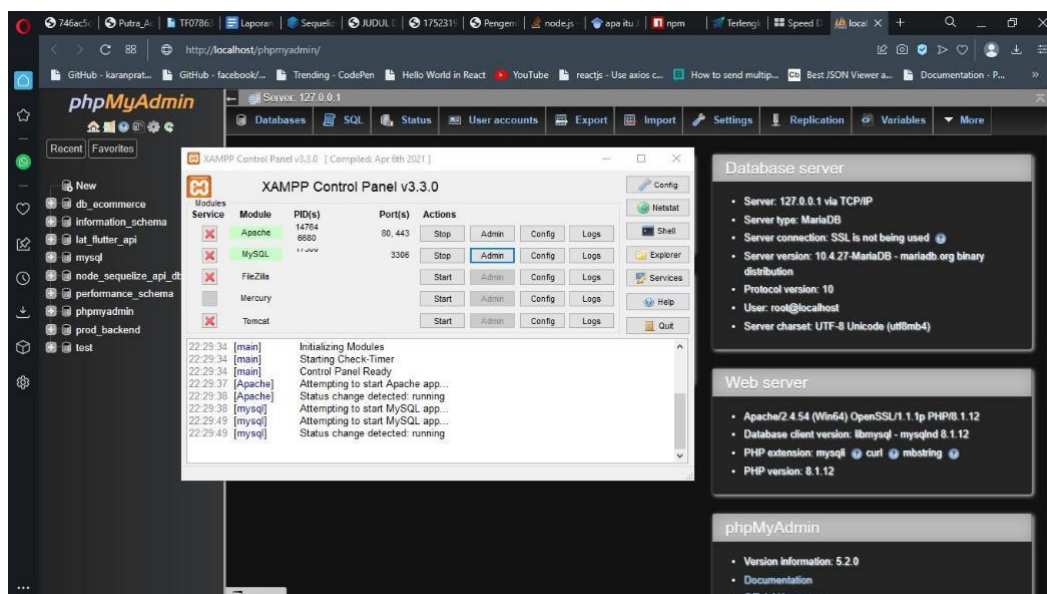 746ac5
Putra_A
TF0786
Laporan
Sequeli
JUDUL
1752319
Pengem
node.js -
apa itu
npm
Terleng
Speed D
local
88
http://localhost/phpmyadmin/
GitHub - karanprat...
GitHub - facebook/...
Trending - CodePen
Hello World in React
YouTube
reactjs - Use axios c...
How to send multip...
Best JSON Viewer a...
Documentation - P...
phpMyAdmin
Recent Favorites
New
db_ecommerce
information_schema
lat_flutter_api
mysql
node_sequelize_api_db
performance_schema
phpmyadmin
prod_backend
test
Server: 127.0.0.1
Databases SQL Status User accounts Export Import Settings Replication Variables More
XAMPP Control Panel v3.3.0 [ Compiled: Apr 6th 2021 ]
XAMPP Control Panel v3.3.0
Modules
Service Module PID(s) Port(s) Actions
Apache 14764 6680 80, 443 Stop Admin Config Logs
MySQL 3306 Stop Admin Config Logs
FileZilla Start Admin Config Logs
Mercury Start Admin Config Logs
Tomcat Start Admin Config Logs
Config
Netstat
Shell
Explorer
Services
Help
Quit
22:29:34 [main] Initializing Modules
22:29:34 [main] Starting Check-Timer
22:29:34 [main] Control Panel Ready
22:29:37 [Apache] Attempting to start Apache app...
22:29:38 [Apache] Status change detected: running
22:29:38 [mysql] Attempting to start MySQL app...
22:29:49 [mysql] Attempting to start MySQL app...
22:29:49 [mysql] Status change detected: running
Database server
Server: 127.0.0.1 via TCP/IP
Server type: MariaDB
Server connection: SSL is not being used
Server version: 10.4.27-MariaDB - mariadb.org binary
distribution
Protocol version: 10
User: root@localhost
Server charset: UTF-8 Unicode (utf8mb4)
Web server
Apache/2.4.54 (Win64) OpenSSL/1.1.1p PHP/8.1.12
Database client version: libmysql - mysqlnd 8.1.12
PHP extension: mysqli curl mbstring
PHP version: 8.1.12
phpMyAdmin
Version information: 5.2.0
Documentation